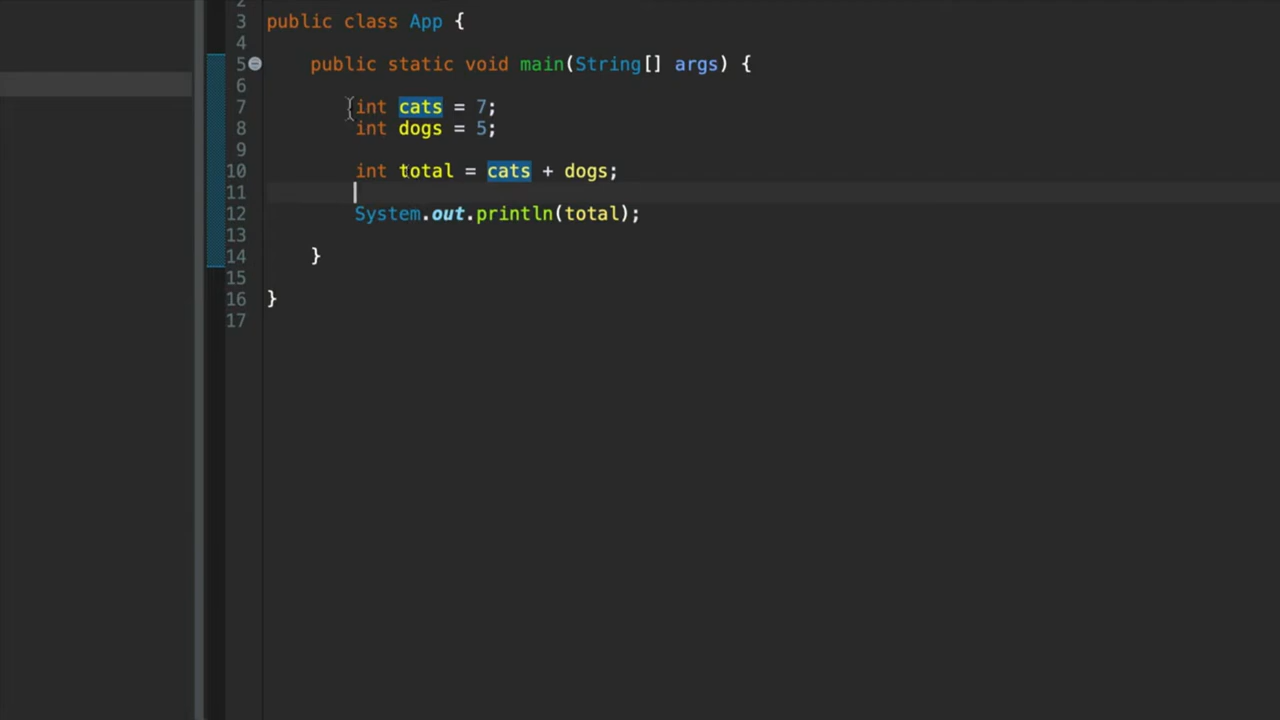 3 public class App {
4
5 public static void main(String[] args) {
6
7 int cats = 7;
8 int dogs = 5;
9
10 int total = cats + dogs;
11
12 System.out.println(total);
13
14 }
15
16 }
17